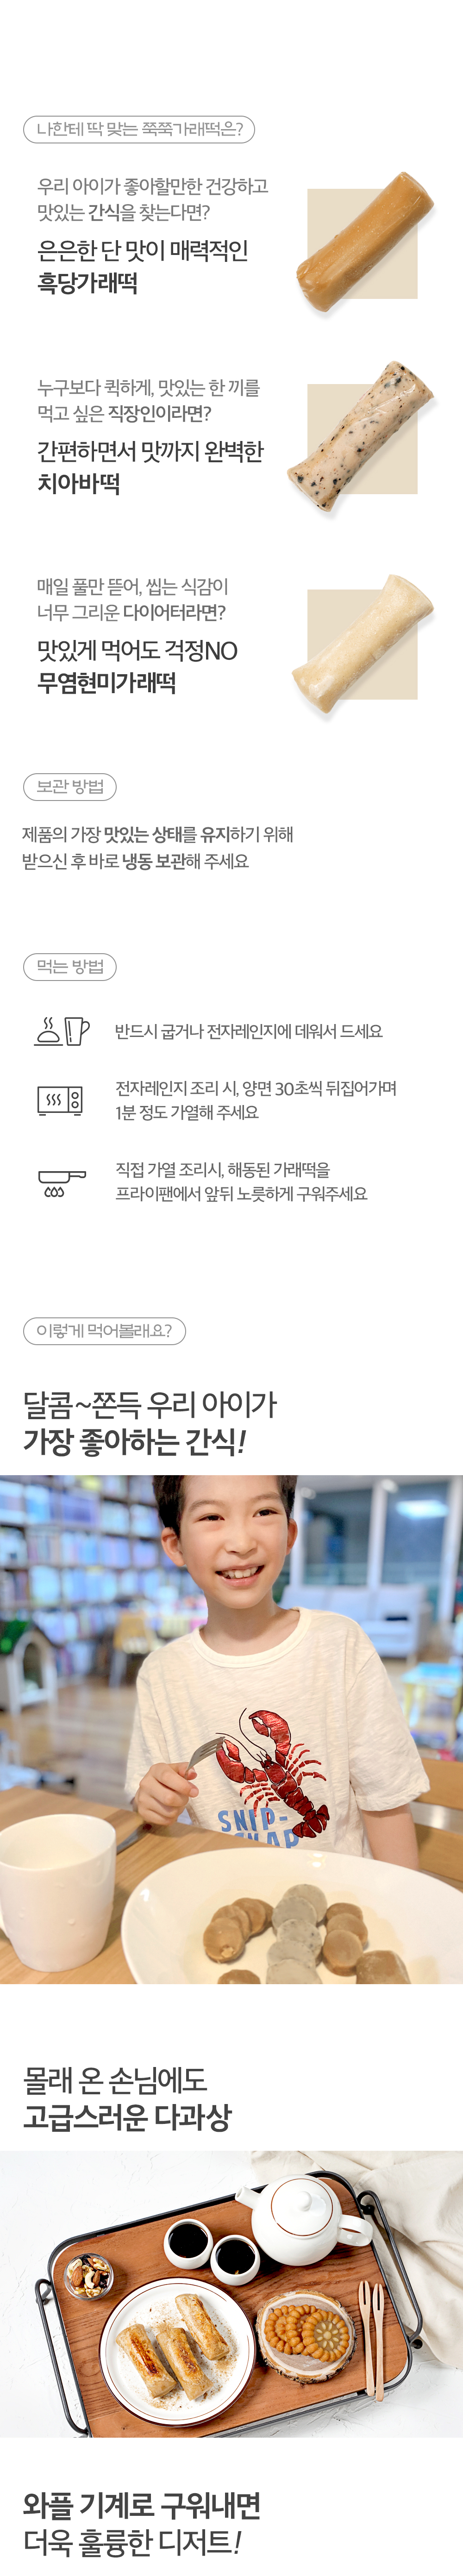 나한테 딱 맞는 쭉쭉가래떡은?
우리 아이가 좋아할만한 건강하고
맛있는 간식을 찾는다면?
은은한 단 맛이 매력적인
흑당가래떡
누구보다 퀵하게, 맛있는 한 끼를
먹고 싶은 직장인이라면?
간편하면서 맛까지 완벽한
치아바떡
매일 풀만 뜯어, 씹는 식감이
너무 그리운 다이어터라면?
맛있게 먹어도 걱정NO
무염현미가래떡
보관 방법
제품의 가장 맛있는 상태를 유지하기 위해
받으신 후 바로 냉동 보관해 주세요
먹는 방법
반드시 굽거나 전자레인지에 데워서 드세요
전자레인지 조리 시, 양면 30초씩 뒤집어가며
1분 정도 가열해 주세요
직접 가열 조리시, 해동된 가래떡을
프라이팬에서 앞뒤 노릇하게 구워주세요
이렇게 먹어볼래요?
달콤~쫀득 우리 아이가
가장 좋아하는 간식!
SNIP-
SNAP
몰래 온 손님에도
고급스러운 다과상
와플 기계로 구워내면
더욱 훌륭한 디저트!